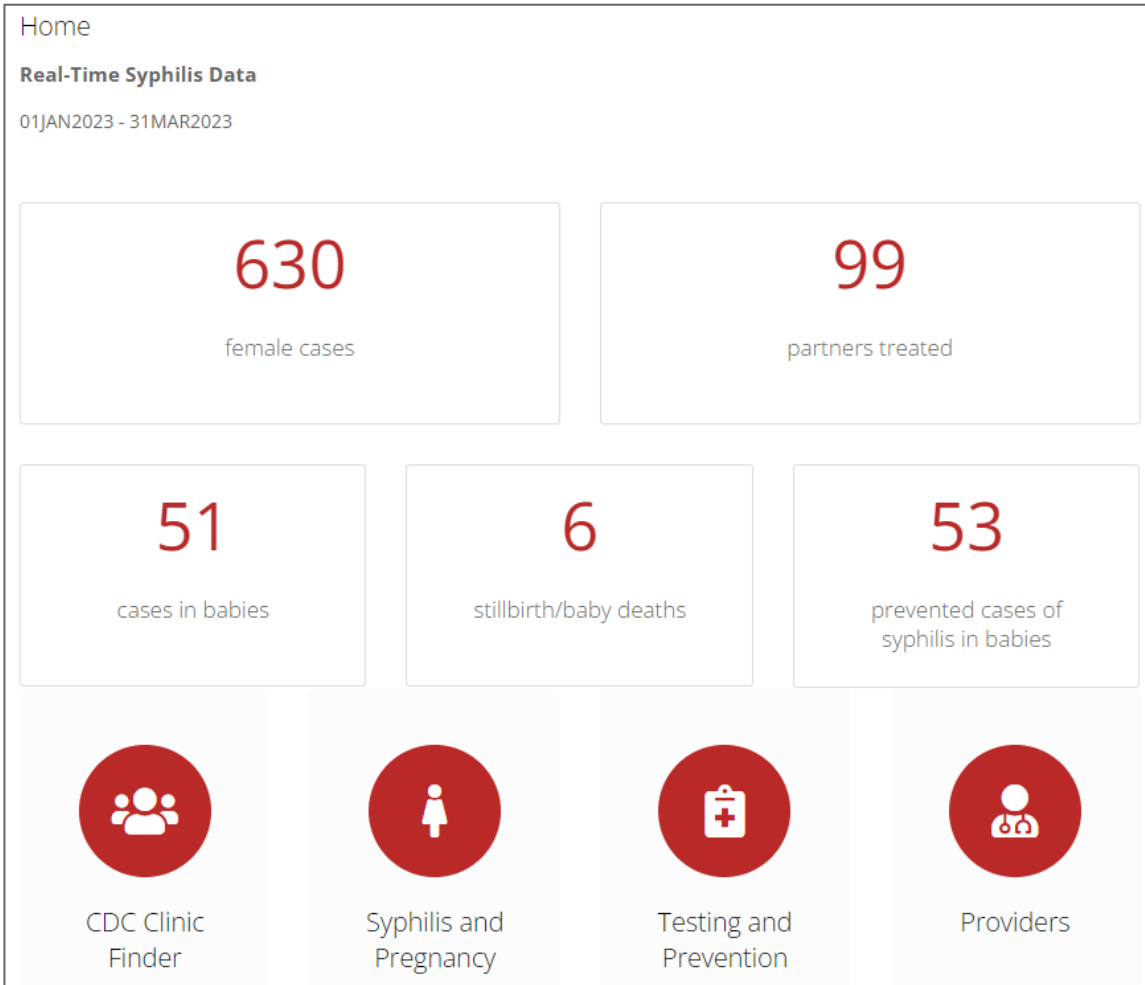 Home
Real-Time Syphilis Data
01JAN2023 - 31MAR2023
630
female cases
99
partners treated
51
cases in babies
6
stillbirth/baby deaths
53
prevented cases of
syphilis in babies
CDC Clinic
Finder
Syphilis and
Pregnancy
Testing and
Prevention
Providers